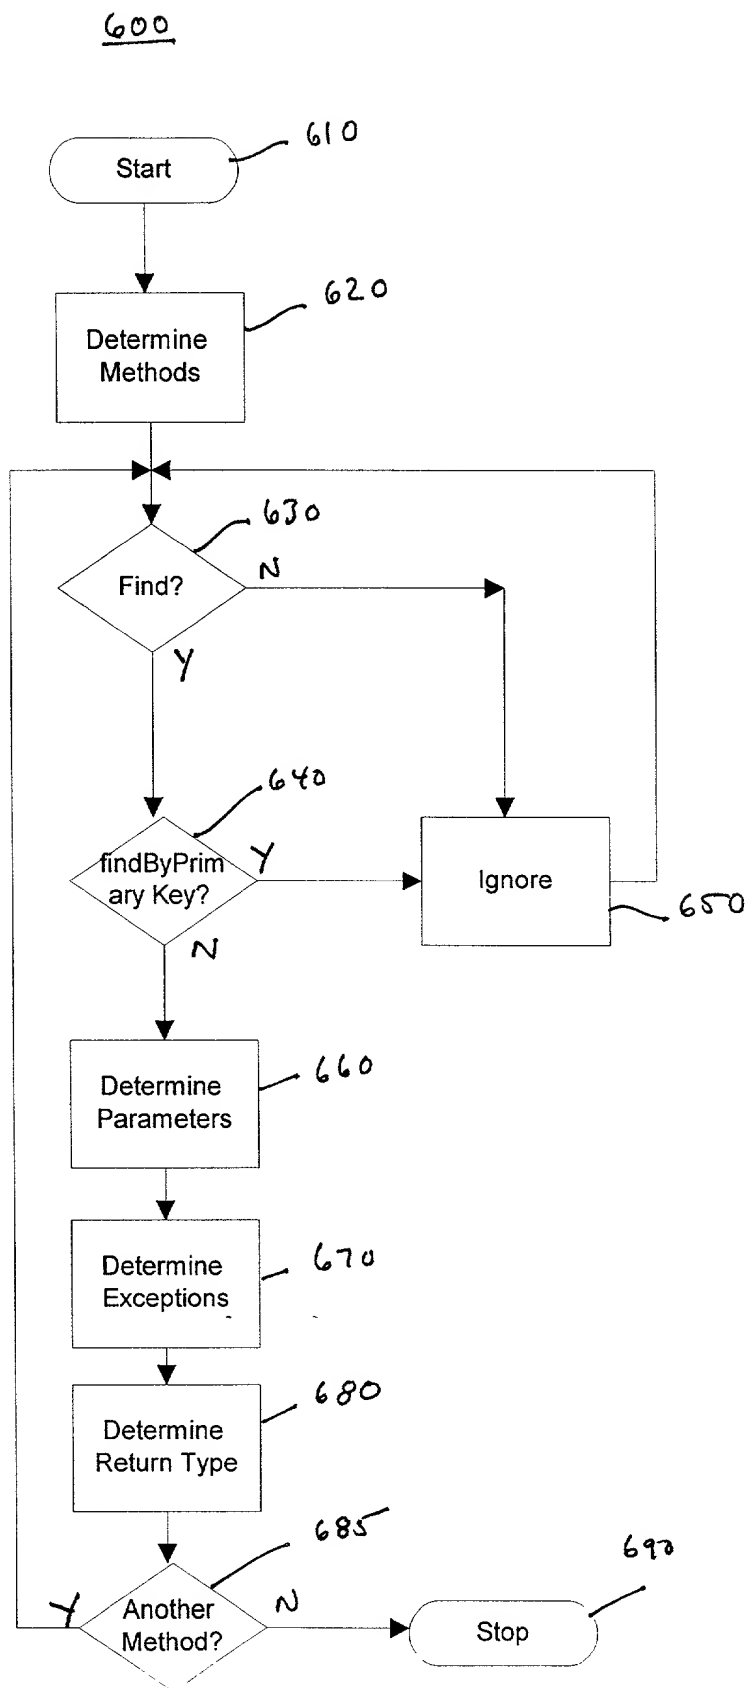 600
610
Start
620
Determine
Methods
630
Find?
N
Y
640
findByPrim
ary Key?
Y
Ignore
650
N
660
Determine
Parameters
670
Determine
Exceptions
680
Determine
Return Type
685
690
Y
Another
Method?
N
Stop